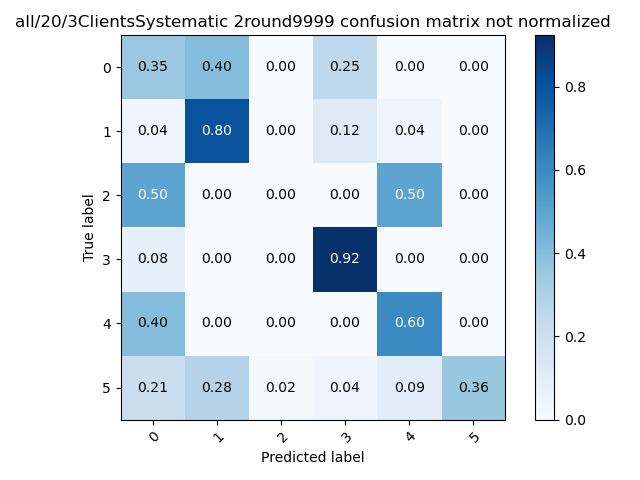 all/20/3ClientsSystematic 2round9999 confusion matrix not normalized
0 0.35 0.40 0.00 0.25 0.00 0.00
1 0.04 0.80 0.00 0.12 0.04 0.00
2 0.50 0.00 0.00 0.00 0.50 0.00
3 0.08 0.00 0.00 0.92 0.00 0.00
4 0.40 0.00 0.00 0.00 0.60 0.00
5 0.21 0.28 0.02 0.04 0.09 0.36
0 1 2 3 4 5
True label
Predicted label
0.8
0.6
0.4
0.2
0.0